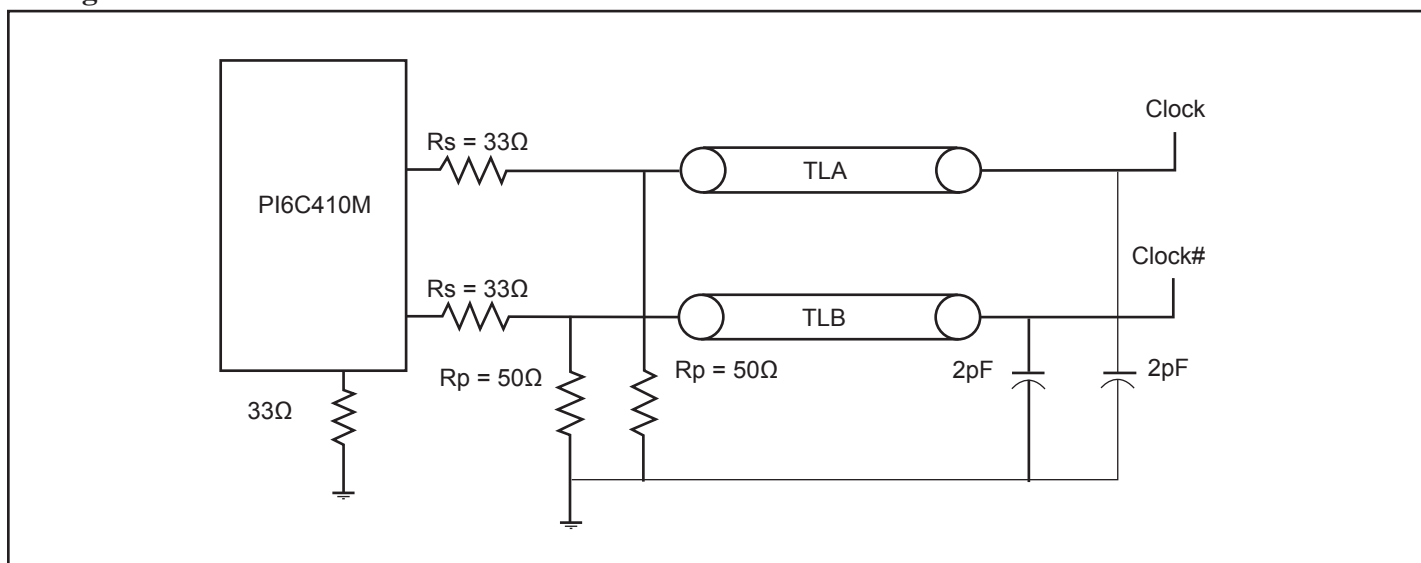 Clock
Rs = 33Ω
TLA
PI6C410M
Clock#
Rs = 33Ω
TLB
Rp = 50Ω
Rp = 50Ω
2pF
2pF
33Ω